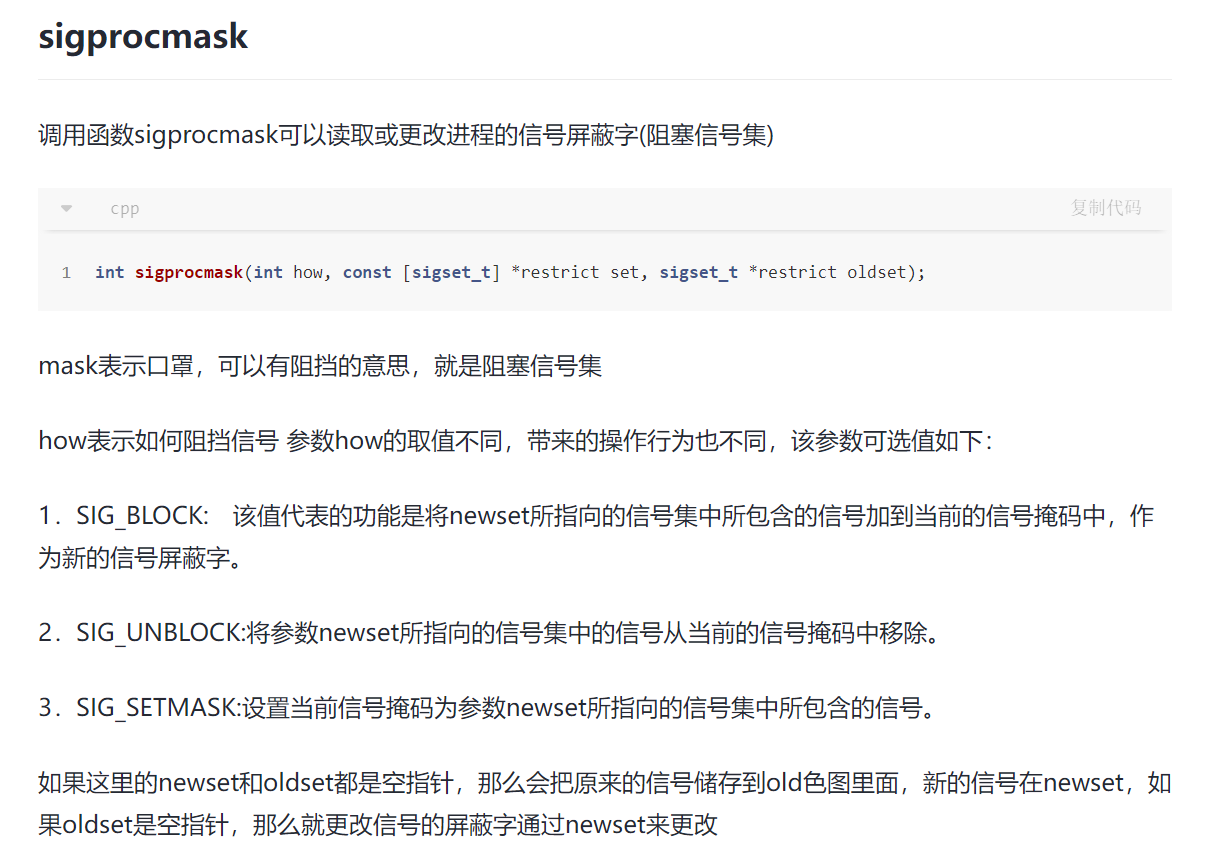 sigprocmask
调用函数sigprocmask可以读取或更改进程的信号屏蔽字(阻塞信号集)
cpp
复制代码
1 int sigprocmask(int how, const [sigset_t] *restrict set, sigset_t *restrict oldset);
mask表示口罩，可以有阻挡的意思，就是阻塞信号集
how表示如何阻挡信号 参数how的取值不同，带来的操作行为也不同，该参数可选值如下：
1．SIG_BLOCK:　该值代表的功能是将newset所指向的信号集中所包含的信号加到当前的信号掩码中，作
为新的信号屏蔽字。
2．SIG_UNBLOCK:将参数newset所指向的信号集中的信号从当前的信号掩码中移除。
3．SIG_SETMASK:设置当前信号掩码为参数newset所指向的信号集中所包含的信号。
如果这里的newset和oldset都是空指针，那么会把原来的信号储存到old色图里面，新的信号在newset，如
果oldset是空指针，那么就更改信号的屏蔽字通过newset来更改